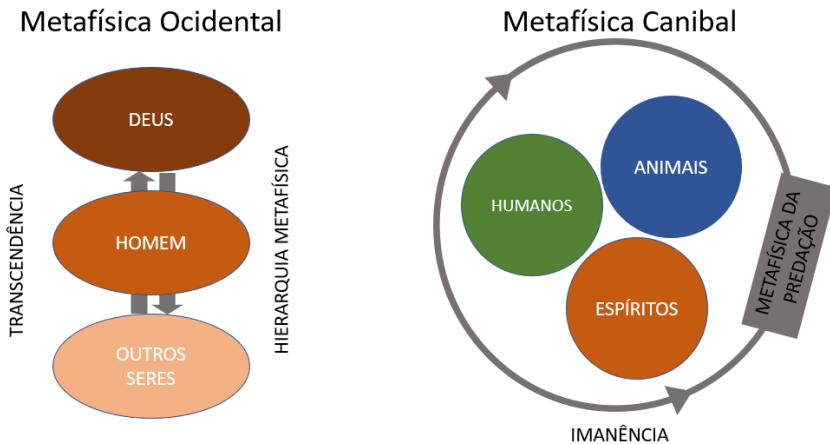 Metafísica Ocidental
DEUS
TRANSCENDÊNCIA
HIERARQUIA METAFÍSICA
HOMEM
OUTROS
SERES
Metafísica Canibal
ANIMAIS
HUMANOS
ESPÍRITOS
METAFÍSICA DA
PREDAÇÃO
IMANÊNCIA